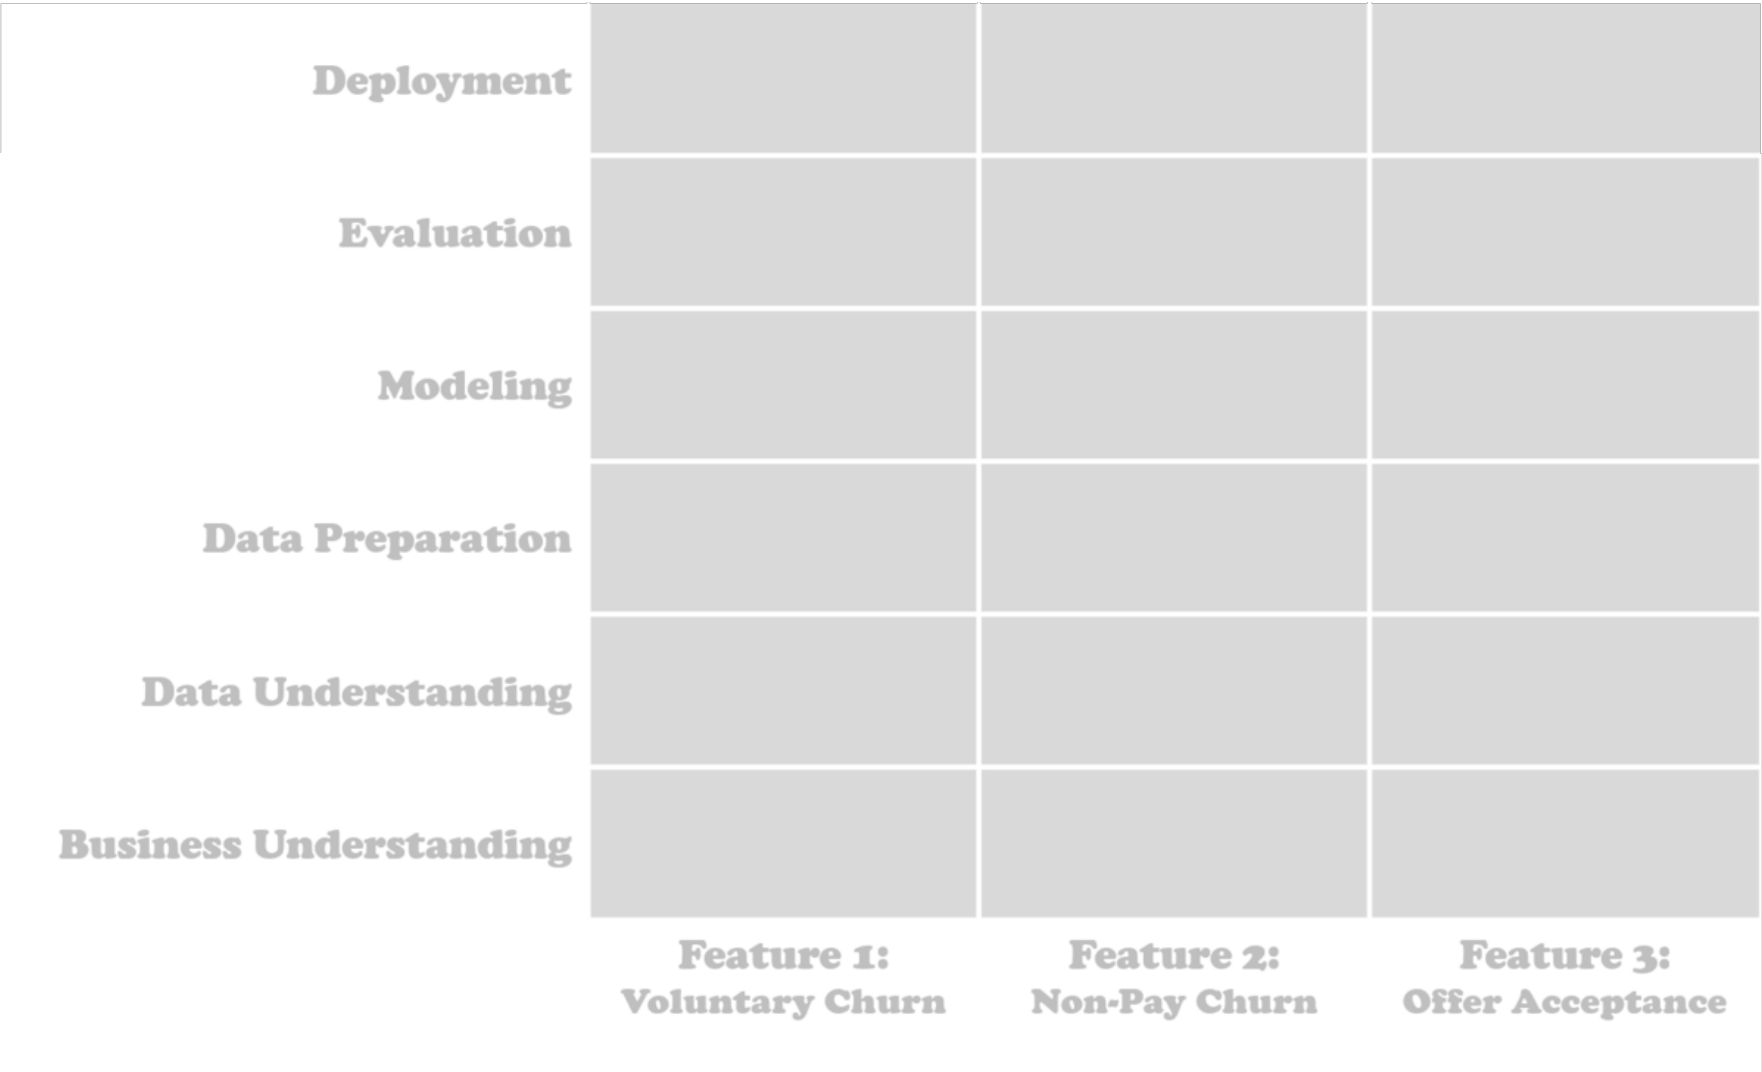 Deployment
Evaluation
Modeling
Data Preparation
Data Understanding
Business Understanding
Feature 1:
Voluntary Churn
Feature 2:
Non-Pay Churn
Feature 3:
Offer Acceptance